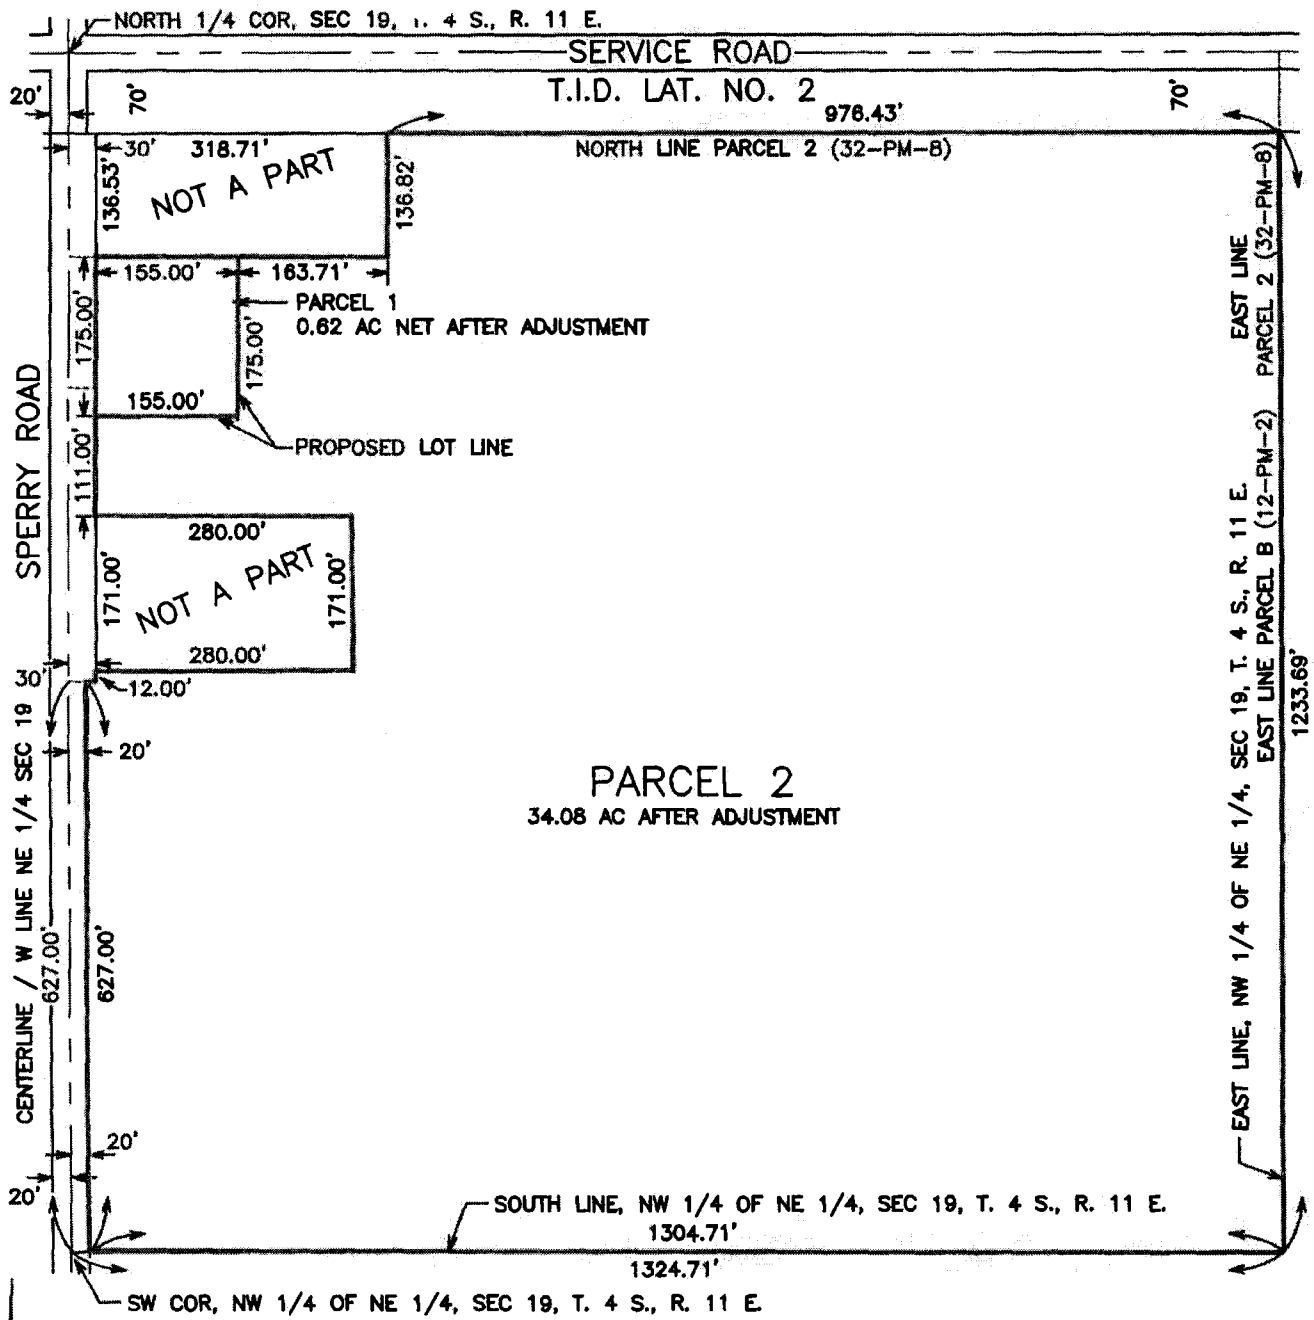 NORTH 1/4 COR, SEC 19, T. 4 S., R. 11 E.
SERVICE ROAD
T.I.D. LAT. NO. 2
20'
70'
70'
976.43'
30'
318.71'
NORTH LINE PARCEL 2 (32-PM-8)
NOT A PART
136.53'
136.82'
155.00'
163.71'
PARCEL 1
0.62 AC NET AFTER ADJUSTMENT
175.00'
175.00'
155.00'
PROPOSED LOT LINE
111.00'
SPERRY ROAD
280.00'
NOT A PART
171.00'
171.00'
280.00'
30'
12.00'
20'
PARCEL 2
34.08 AC AFTER ADJUSTMENT
EAST LINE
PARCEL 2 (32-PM-8)
EAST LINE PARCEL B (12-PM-2)
EAST LINE, NW 1/4 OF NE 1/4, SEC 19, T. 4 S., R. 11 E.
1233.69'
CENTERLINE / W LINE NE 1/4 SEC 19
627.00'
627.00'
20'
20'
SOUTH LINE, NW 1/4 OF NE 1/4, SEC 19, T. 4 S., R. 11 E.
1304.71'
1324.71'
SW COR, NW 1/4 OF NE 1/4, SEC 19, T. 4 S., R. 11 E.